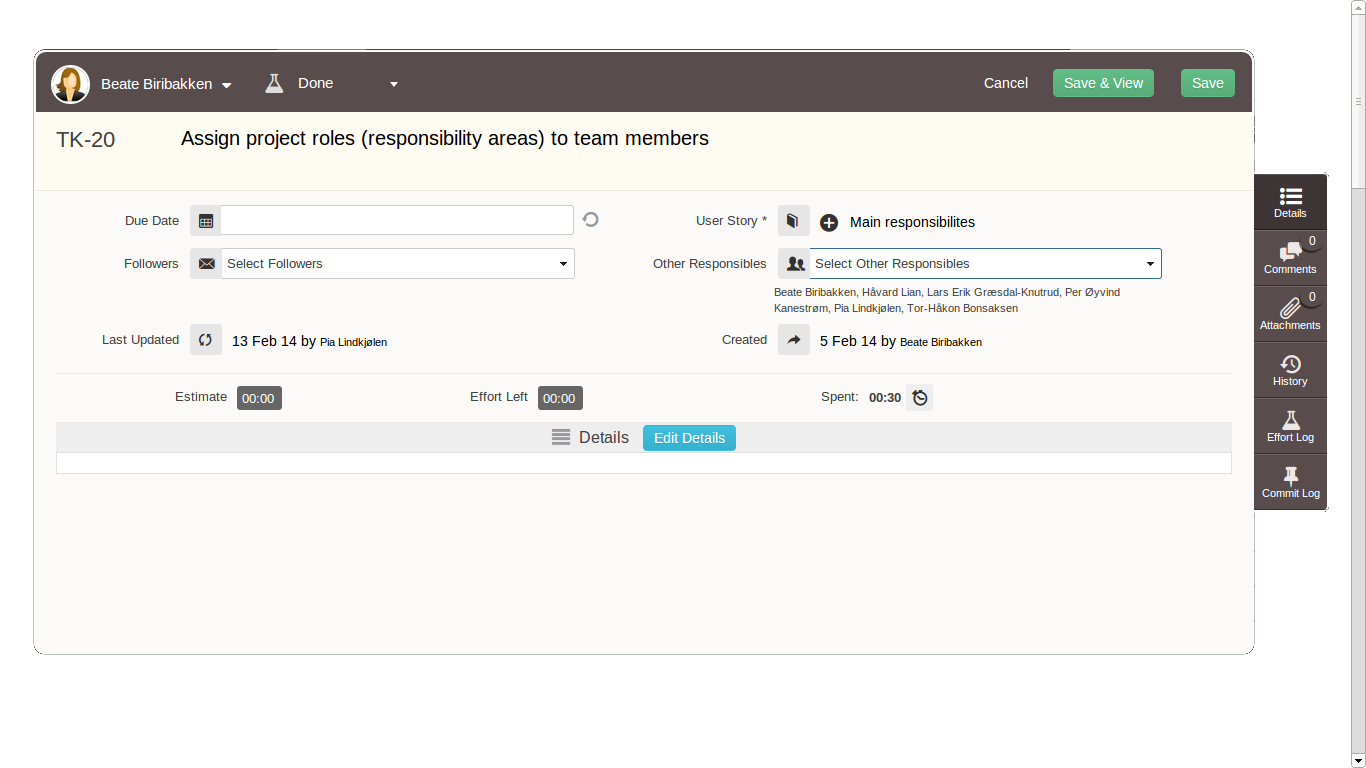 Beate Biribakken
Done
Cancel
Save & View
Save
TK-20
Assign project roles (responsibility areas) to team members
Due Date
User Story *
Main responsibilites
Followers
Select Followers
Other Responsibles
Select Other Responsibles
Beate Biribakken, Håvard Lian, Lars Erik Græsdal-Knutrud, Per Øyvind
Kanestrøm, Pia Lindkjølen, Tor-Håkon Bonsaksen
Last Updated
13 Feb 14 by Pia Lindkjølen
Created
5 Feb 14 by Beate Biribakken
Estimate
00:00
Effort Left
00:00
Spent: 00:30
Details
Edit Details
Details
0
Comments
0
Attachments
History
Effort Log
Commit Log